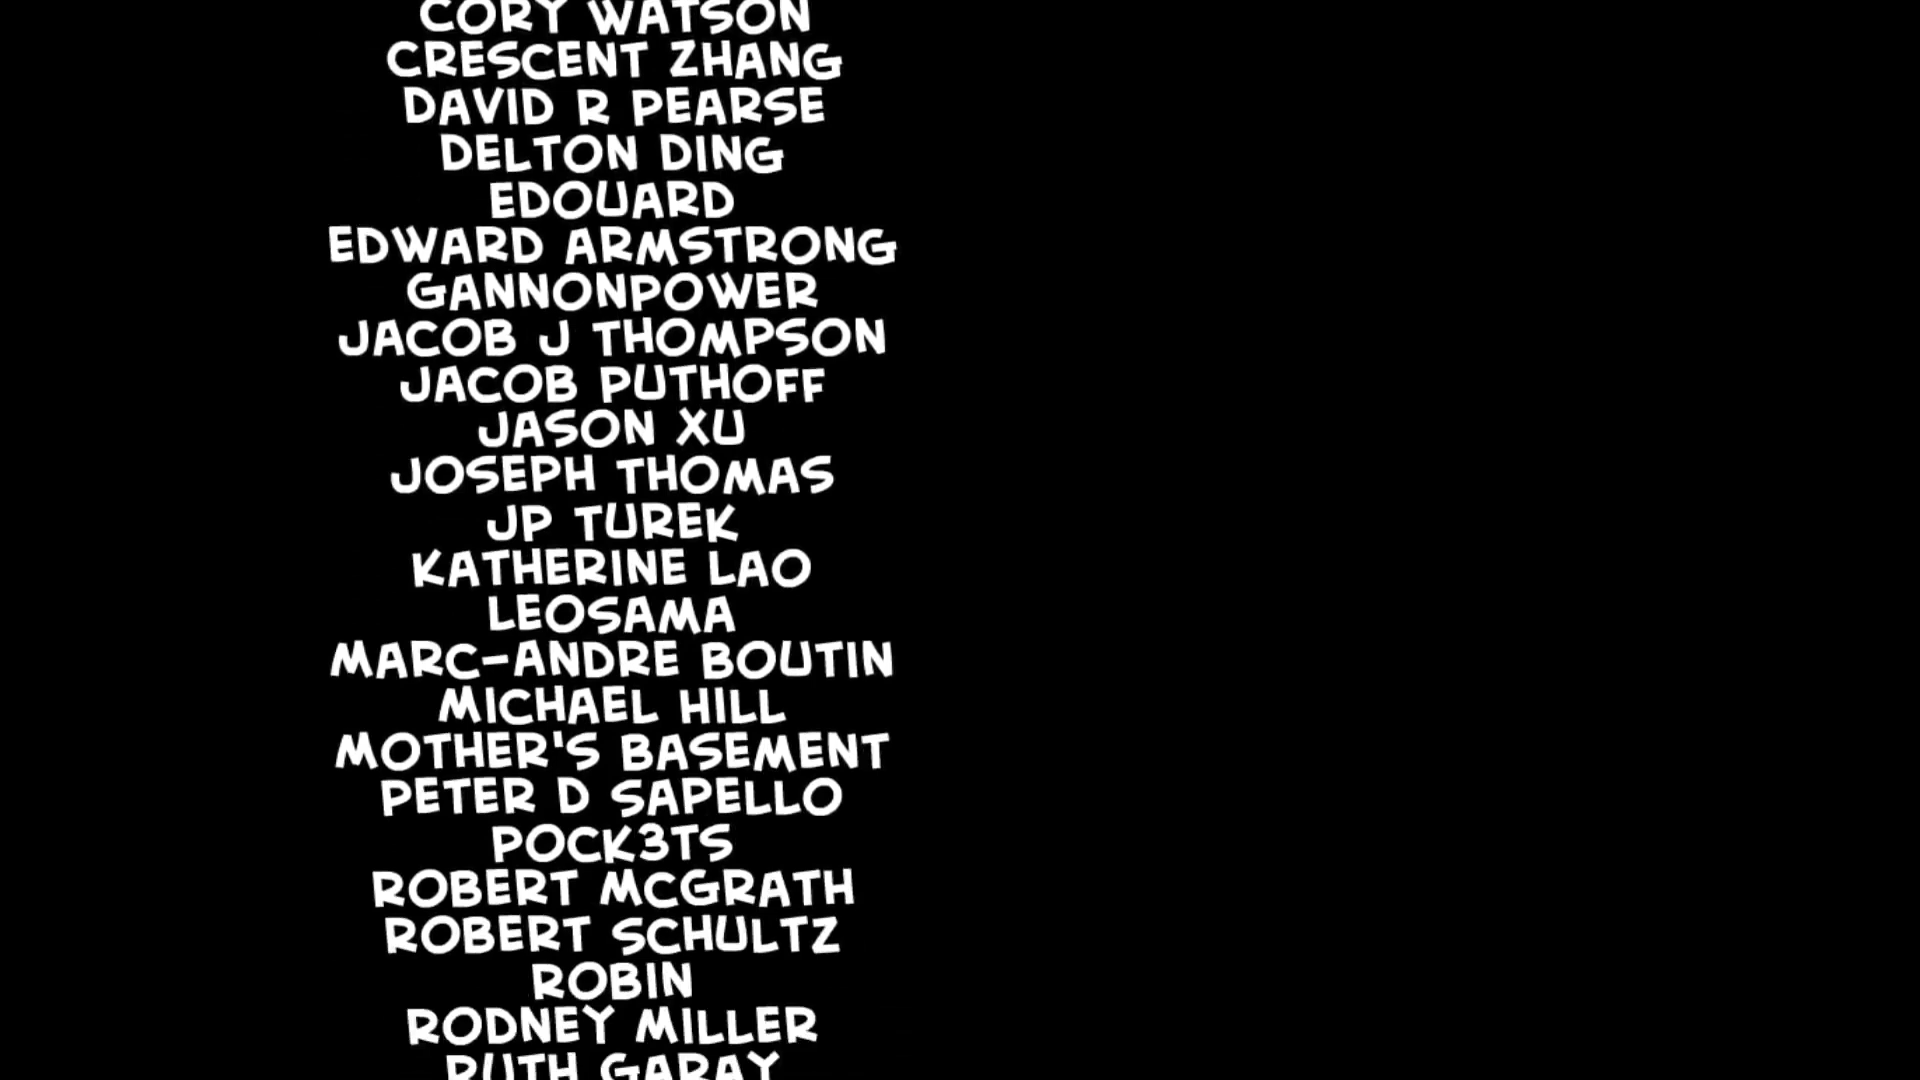 CORY WATSON
CRESCENT ZHANG
DAVID R PEARSE
DELTON DING
EDOUARD
EDWARD ARMSTRONG
GANNONPOWER
JACOB J THOMPSON
JACOB PUTHOFF
JASON XU
JOSEPH THOMAS
JP TUREK
KATHERINE LAO
LEOSAMA
MARC-ANDRE BOUTIN
MICHAEL HILL
MOTHER'S BASEMENT
PETER D SAPELLO
POCK3TS
ROBERT MCGRATH
ROBERT SCHULTZ
ROBIN
RODNEY MILLER
RUTH GARAY